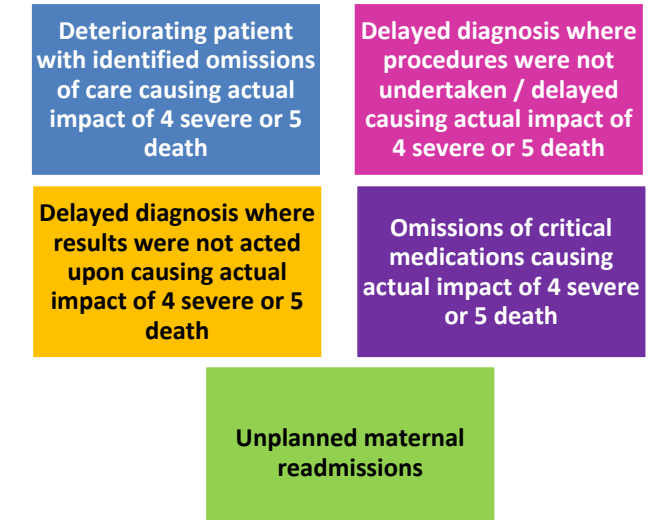 Deteriorating patient
with identified omissions
of care causing actual
impact of 4 severe or 5
death
Delayed diagnosis where
procedures were not
undertaken / delayed
causing actual impact of
4 severe or 5 death
Delayed diagnosis where
results were not acted
upon causing actual
impact of 4 severe or 5
death
Omissions of critical
medications causing
actual impact of 4 severe
or 5 death
Unplanned maternal
readmissions